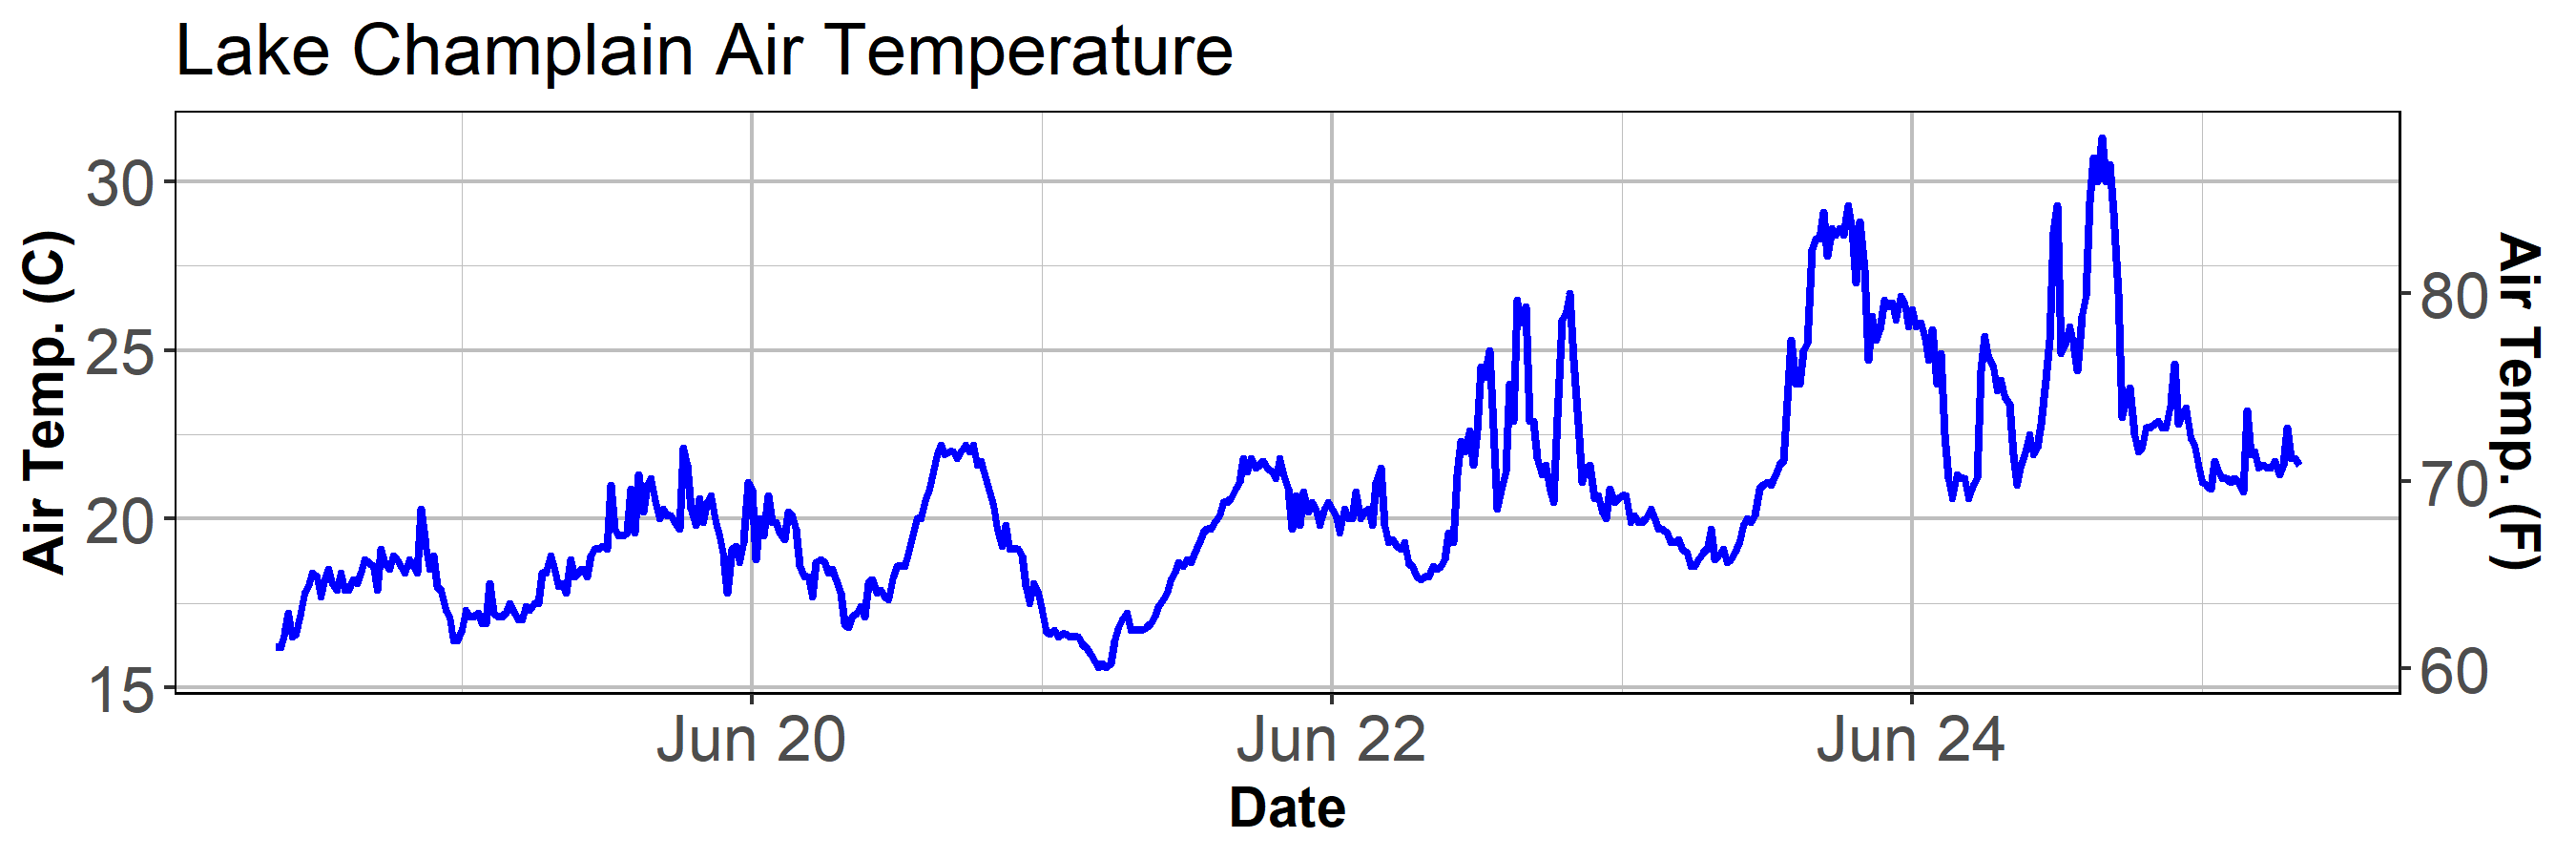 Lake Champlain Air Temperature
Air Temp. (C)
30
25
20
15
Air Temp. (F)
80
70
60
Jun 20
Jun 22
Jun 24
Date